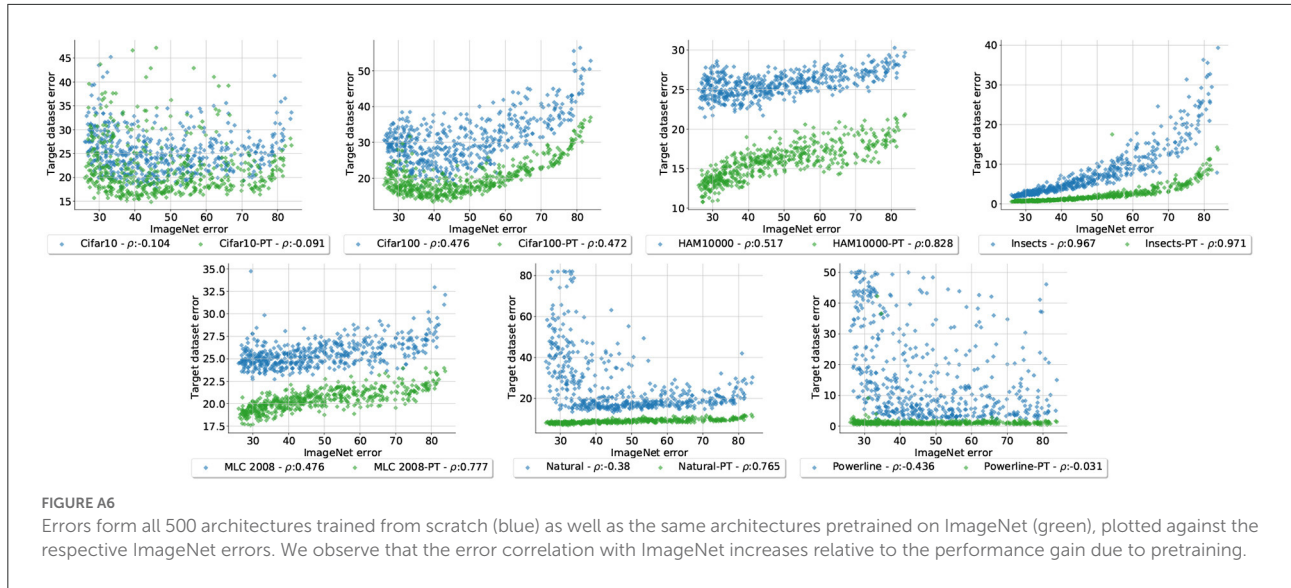 Target dataset error
45
40
35
30
25
20
15
30 40 50 60 70 80
ImageNet error
Cifar10 - ρ:-0.104 Cifar10-PT - ρ:-0.091
Target dataset error
50
40
30
20
30 40 50 60 70 80
ImageNet error
Cifar100 - ρ:0.476 Cifar100-PT - ρ:0.472
Target dataset error
30
25
20
15
10
30 40 50 60 70 80
ImageNet error
HAM10000 - ρ:0.517 HAM10000-PT - ρ:0.828
Target dataset error
40
30
20
10
0
30 40 50 60 70 80
ImageNet error
Insects - ρ:0.967 Insects-PT - ρ:0.971
Target dataset error
35.0
32.5
30.0
27.5
25.0
22.5
20.0
17.5
30 40 50 60 70 80
ImageNet error
MLC 2008 - ρ:0.476 MLC 2008-PT - ρ:0.777
Target dataset error
80
60
40
20
30 40 50 60 70 80
ImageNet error
Natural - ρ:-0.38 Natural-PT - ρ:0.765
Target dataset error
50
40
30
20
10
0
30 40 50 60 70 80
ImageNet error
Powerline - ρ:-0.436 Powerline-PT - ρ:-0.031
FIGURE A6
Errors form all 500 architectures trained from scratch (blue) as well as the same architectures pretrained on ImageNet (green), plotted against the
respective ImageNet errors. We observe that the error correlation with ImageNet increases relative to the performance gain due to pretraining.